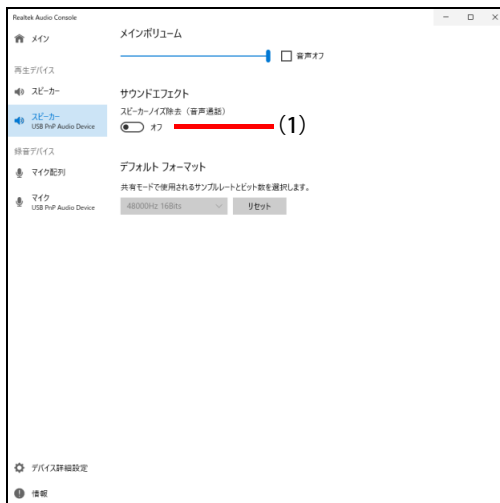 Realtek Audio Console
メイン
再生デバイス
スピーカー
スピーカー
USB PnP Audio Device
録音デバイス
マイク配列
マイク
USB PnP Audio Device
デバイス詳細設定
情報
メインボリューム
音声オフ
サウンドエフェクト
スピーカーノイズ除去（音声通話）
オフ
(1)
デフォルト フォーマット
共有モードで使用されるサンプルレートとビット数を選択します。
48000Hz 16Bits
リセット